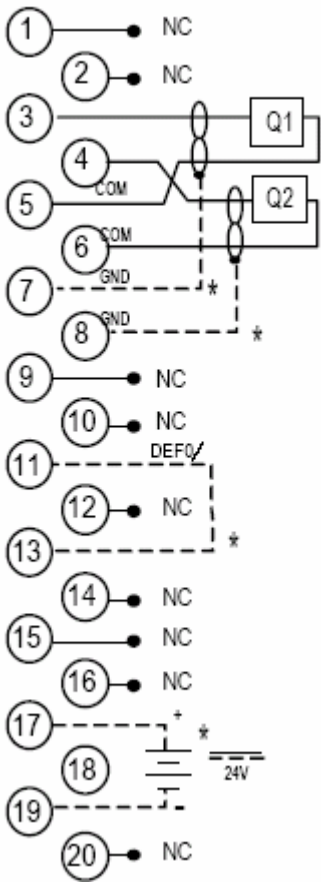 1 NC
2 NC
3 Q1
4 Q2
5 COM
6 COM
7 GND *
8 GND *
9 NC
10 NC
11 DEF0/
12 NC
13 *
14 NC
15 NC
16 NC
17 + *
18 24V
19 -
20 NC